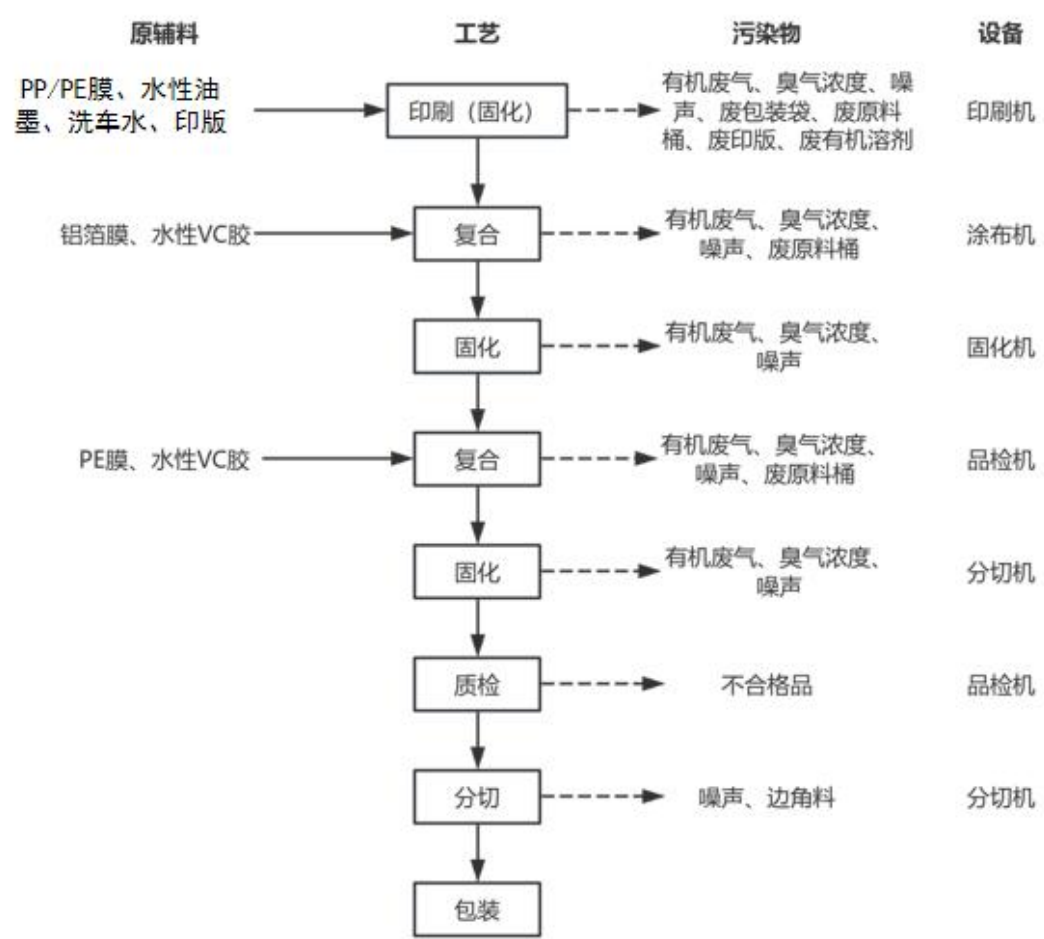 原辅料 工艺 污染物 设备
PP/PE膜、水性油
墨、洗车水、印版
印刷（固化）
有机废气、臭气浓度、噪
声、废包装袋、废原料
桶、废印版、废有机溶剂
印刷机
铝箔膜、水性VC胶
复合
有机废气、臭气浓度、
噪声、废原料桶
涂布机
固化
有机废气、臭气浓度、
噪声
固化机
PE膜、水性VC胶
复合
有机废气、臭气浓度、
噪声、废原料桶
品检机
固化
有机废气、臭气浓度、
噪声
分切机
质检
不合格品
品检机
分切
噪声、边角料
分切机
包装